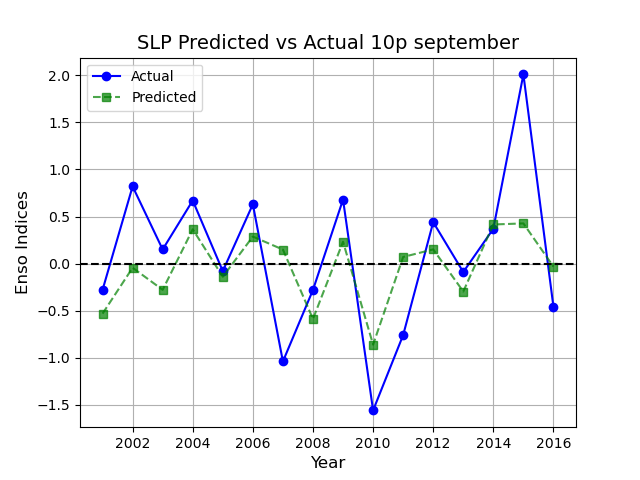 SLP Predicted vs Actual 10p september
Actual
Predicted
Enso Indices
2.0
1.5
1.0
0.5
0.0
−0.5
−1.0
−1.5
2002 2004 2006 2008 2010 2012 2014 2016
Year